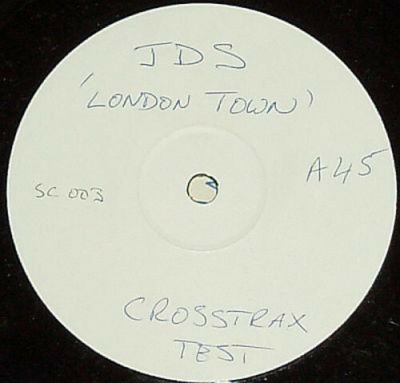 JDS
'LONDON TOWN'
SC 003
A45
CROSSTRAX
TEST